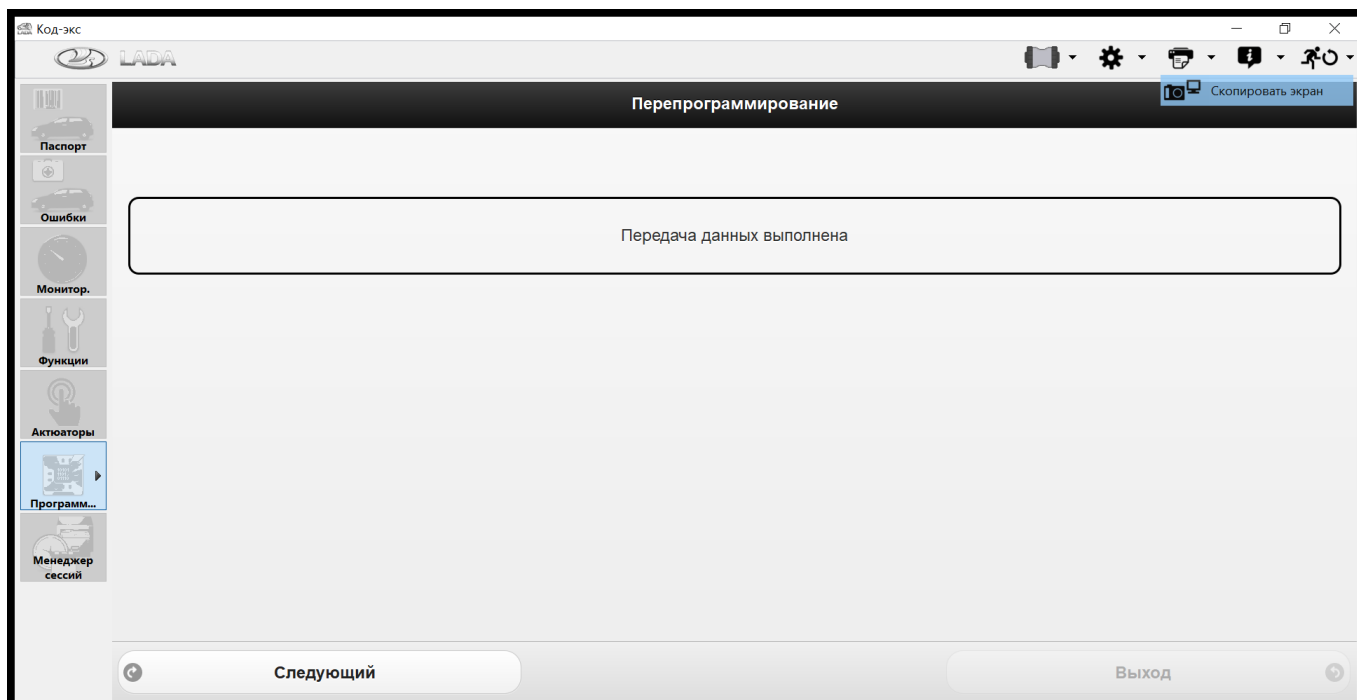 Код-экс
LADA
Скопировать экран
Перепрограммирование
Паспорт
Ошибки
Передача данных выполнена
Монитор.
Функции
Актюаторы
Программ...
Менеджер
сессий
Следующий
Выход